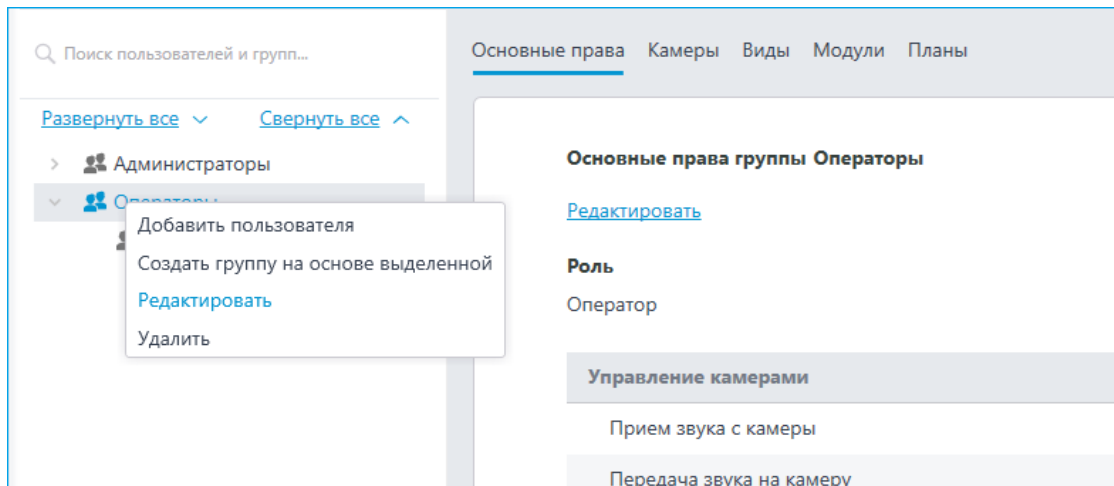 Поиск пользователей и групп...
Развернуть все Свернуть все
Администраторы
Операторы
Добавить пользователя
Создать группу на основе выделенной
Редактировать
Удалить
Основные права Камеры Виды Модули Планы
Основные права группы Операторы
Редактировать
Роль
Оператор
Управление камерами
Прием звука с камеры
Передача звука на камеру